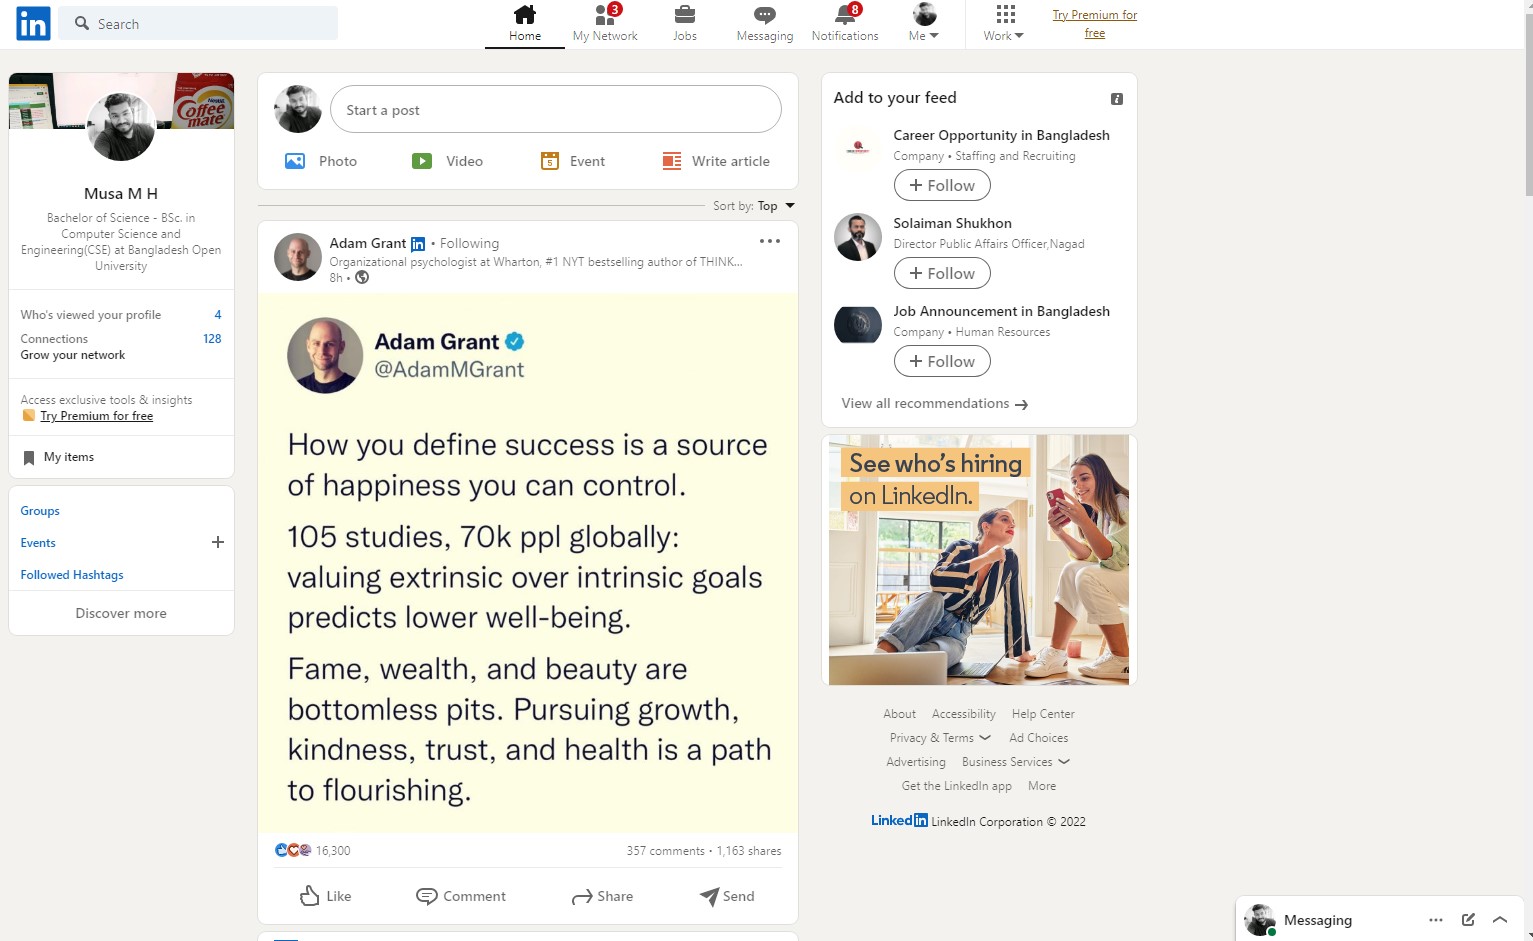 in
Search
Home
3
My Network
Jobs
Messaging
8
Notifications
Me
Work
Try Premium for
free
Nestle
Coffee
mate
Musa M H
Bachelor of Science - BSc. in
Computer Science and
Engineering(CSE) at Bangladesh Open
University
Who's viewed your profile 4
Connections 128
Grow your network
Access exclusive tools & insights
Try Premium for free
My items
Groups
Events
Followed Hashtags
Discover more
Start a post
Photo
Video
5
Event
Write article
Sort by: Top
Adam Grant in • Following
Organizational psychologist at Wharton, #1 NYT bestselling author of THINK...
8h •
Adam Grant
@AdamMGrant
How you define success is a source
of happiness you can control.
105 studies, 70k ppl globally:
valuing extrinsic over intrinsic goals
predicts lower well-being.
Fame, wealth, and beauty are
bottomless pits. Pursuing growth,
kindness, trust, and health is a path
to flourishing.
16,300
357 comments • 1,163 shares
Like
Comment
Share
Send
Add to your feed
Career Opportunity in Bangladesh
Company • Staffing and Recruiting
+ Follow
Solaiman Shukhon
Director Public Affairs Officer,Nagad
+ Follow
Job Announcement in Bangladesh
Company • Human Resources
+ Follow
View all recommendations →
See who's hiring
on LinkedIn.
About Accessibility Help Center
Privacy & Terms Ad Choices
Advertising Business Services
Get the LinkedIn app More
LinkedIn LinkedIn Corporation © 2022
Messaging